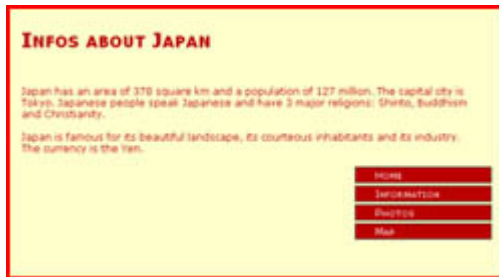 Infos about Japan
Japan has an area of 378 square km and a population of 127 million. The capital city is
Tokyo. Japanese people speak Japanese and have 3 major religions: Shinto, Buddhism
and Christianity.
Japan is famous for its beautiful landscape, its courteous inhabitants and its industry.
The currency is the Yen.
Home
Information
Photos
Map